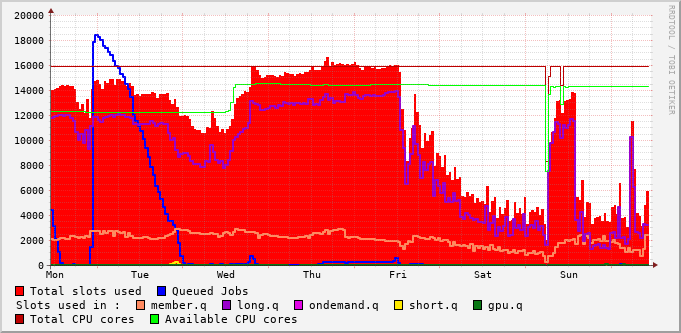 20000
18000
16000
14000
12000
10000
8000
6000
4000
2000
0
Mon Tue Wed Thu Fri Sat Sun
RRDTOOL / TOBI OETIKER
Total slots used Queued Jobs
Slots used in : member.q long.q ondemand.q short.q gpu.q
Total CPU cores Available CPU cores